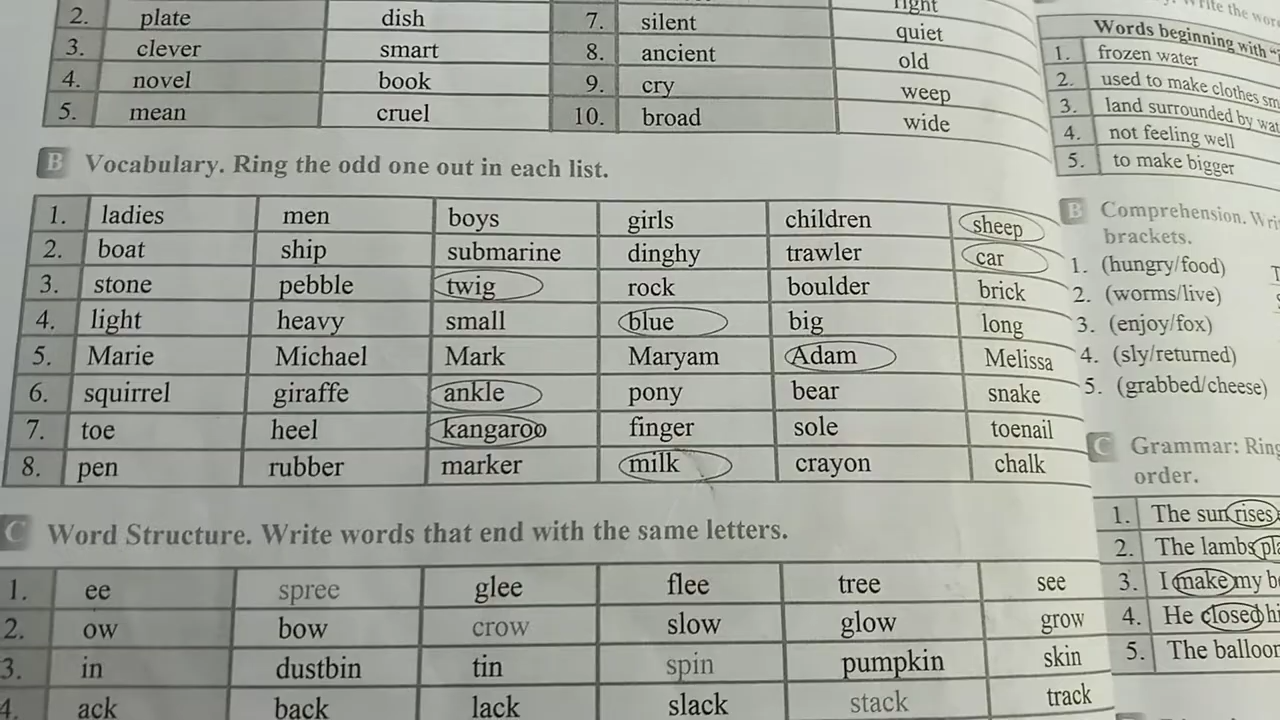 2. plate dish 7. silent quiet
3. clever smart 8. ancient old
4. novel book 9. cry weep
5. mean cruel 10. broad wide
B Vocabulary. Ring the odd one out in each list.
1. ladies men boys girls children sheep
2. boat ship submarine dinghy trawler car
3. stone pebble twig rock boulder brick
4. light heavy small blue big long
5. Marie Michael Mark Maryam Adam Melissa
6. squirrel giraffe ankle pony bear snake
7. toe heel kangaroo finger sole toenail
8. pen rubber marker milk crayon chalk
C Word Structure. Write words that end with the same letters.
1. ee spree glee flee tree see
2. ow bow crow slow glow grow
3. in dustbin tin spin pumpkin skin
4. ack back lack slack stack track
Write the
Words beginning with
1. frozen water
2. used to make clothes
3. land surrounded by
4. not feeling well
5. to make bigger
B Comprehension.
brackets.
1. (hungry/food)
2. (worms/live)
3. (enjoy/fox)
4. (sly/returned)
5. (grabbed/cheese)
C Grammar: Ring
order.
1. The sun rises
2. The lambs
3. I make my
4. He closed
5. The